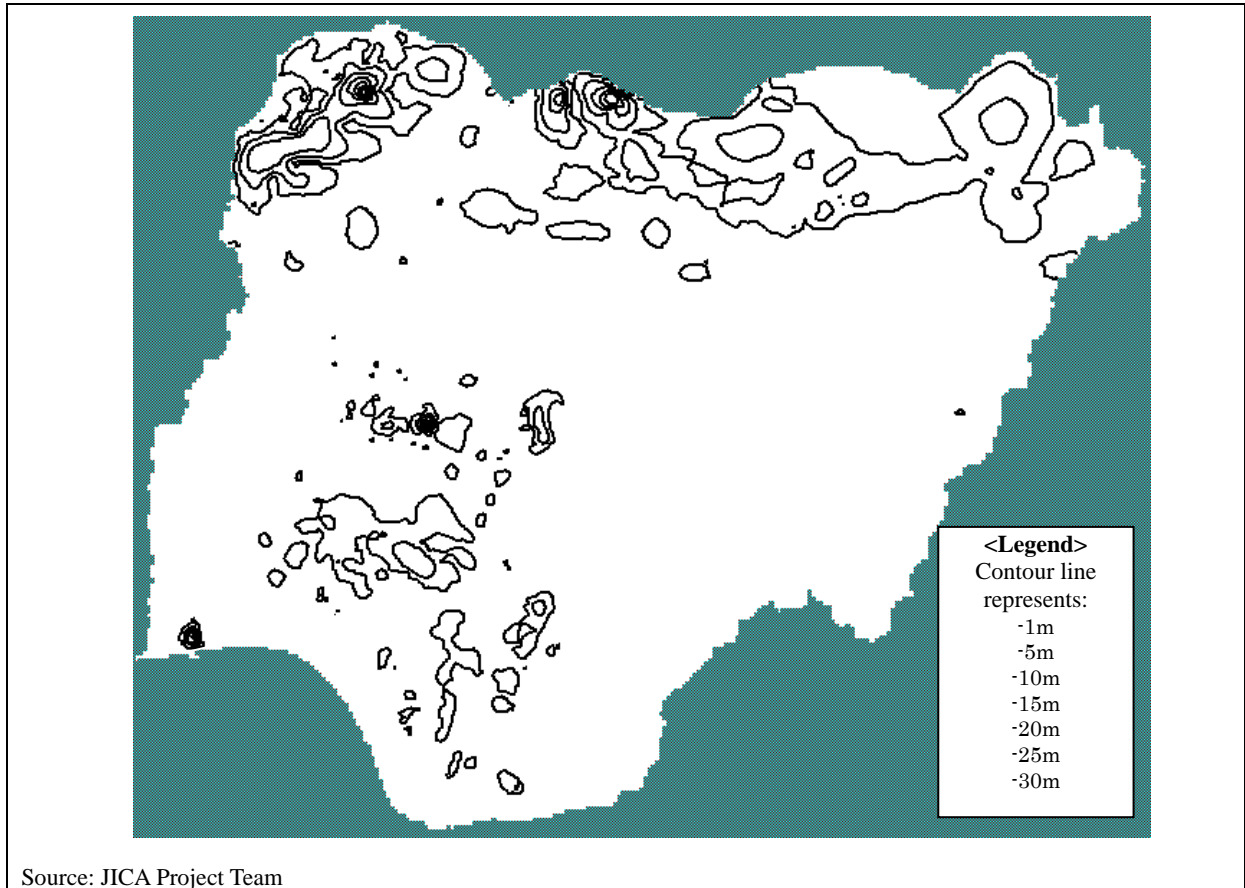 <Legend>
Contour line
represents:
-1m
-5m
-10m
-15m
-20m
-25m
-30m
Source: JICA Project Team